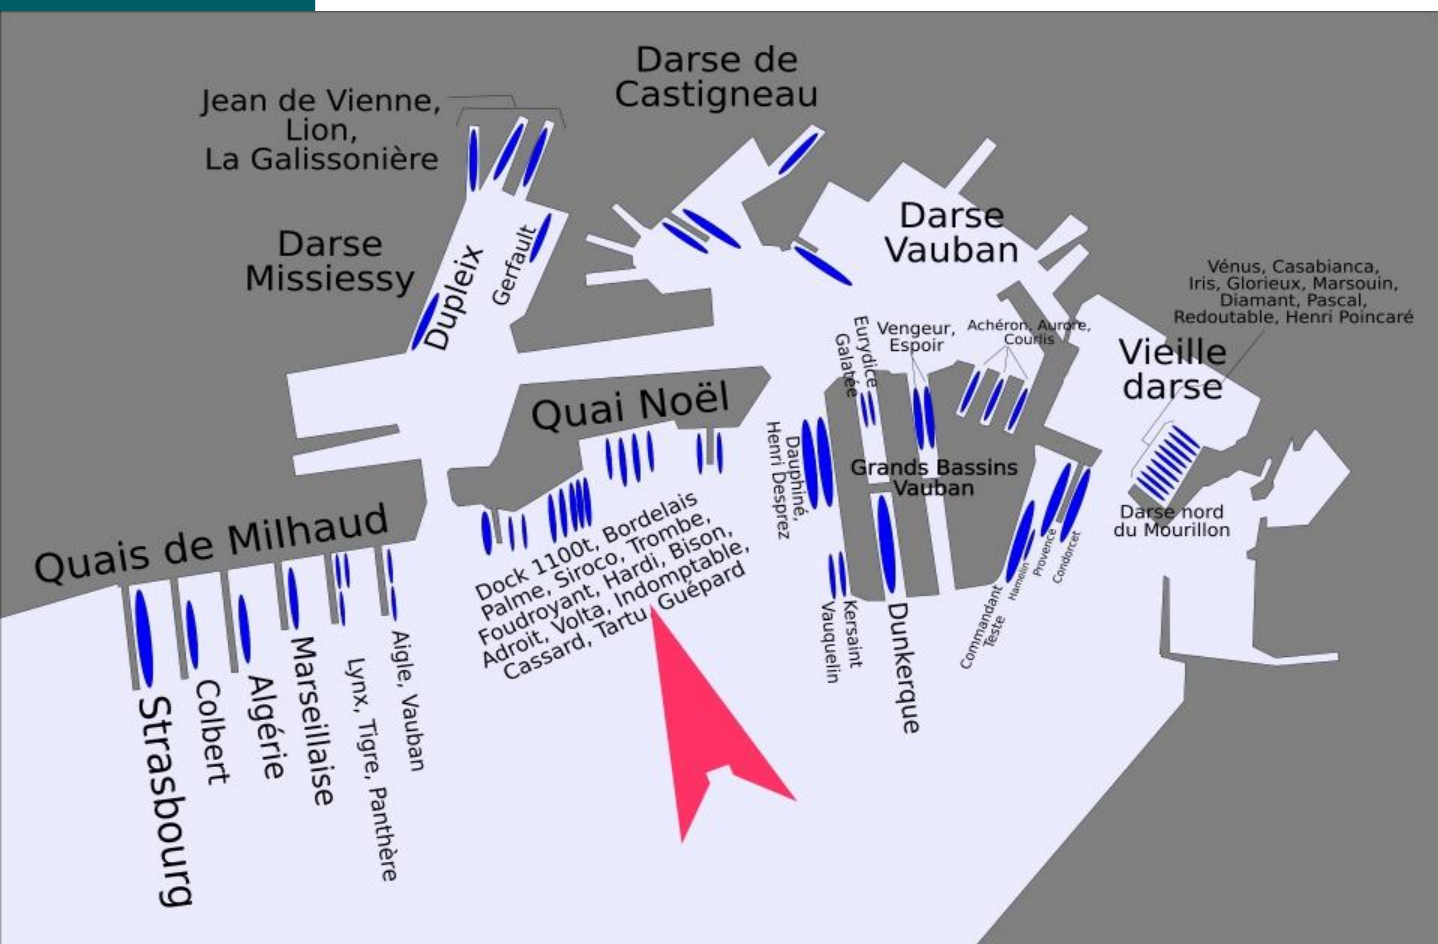 Darse de
Castigneau
Jean de Vienne,
Lion,
La Galissonière
Darse
Missiessy
Dupleix
Gerfault
Darse
Vauban
Vénus, Casabianca,
Iris, Glorieux, Marsouin,
Diamant, Pascal,
Redoutable, Henri Poincaré
Eurydice
Galatée
Vengeur,
Espoir
Achéron, Aurore,
Courlis
Vieille
darse
Quai Noël
Dauphiné,
Henri Desprez
Grands Bassins
Vauban
Darse nord
du Mourillon
Quais de Milhaud
Dock 1100t, Bordelais
Palme, Siroco, Trombe,
Foudroyant, Hardi, Bison,
Adroit, Volta, Indomptable,
Cassard, Tartu Guépard
Commandant
Teste
Hamelin
Provence
Condorcet
Kersaint
Vauquelin
Dunkerque
Strasbourg
Colbert
Algérie
Marseillaise
Lynx, Tigre, Panthère
Aigle, Vauban